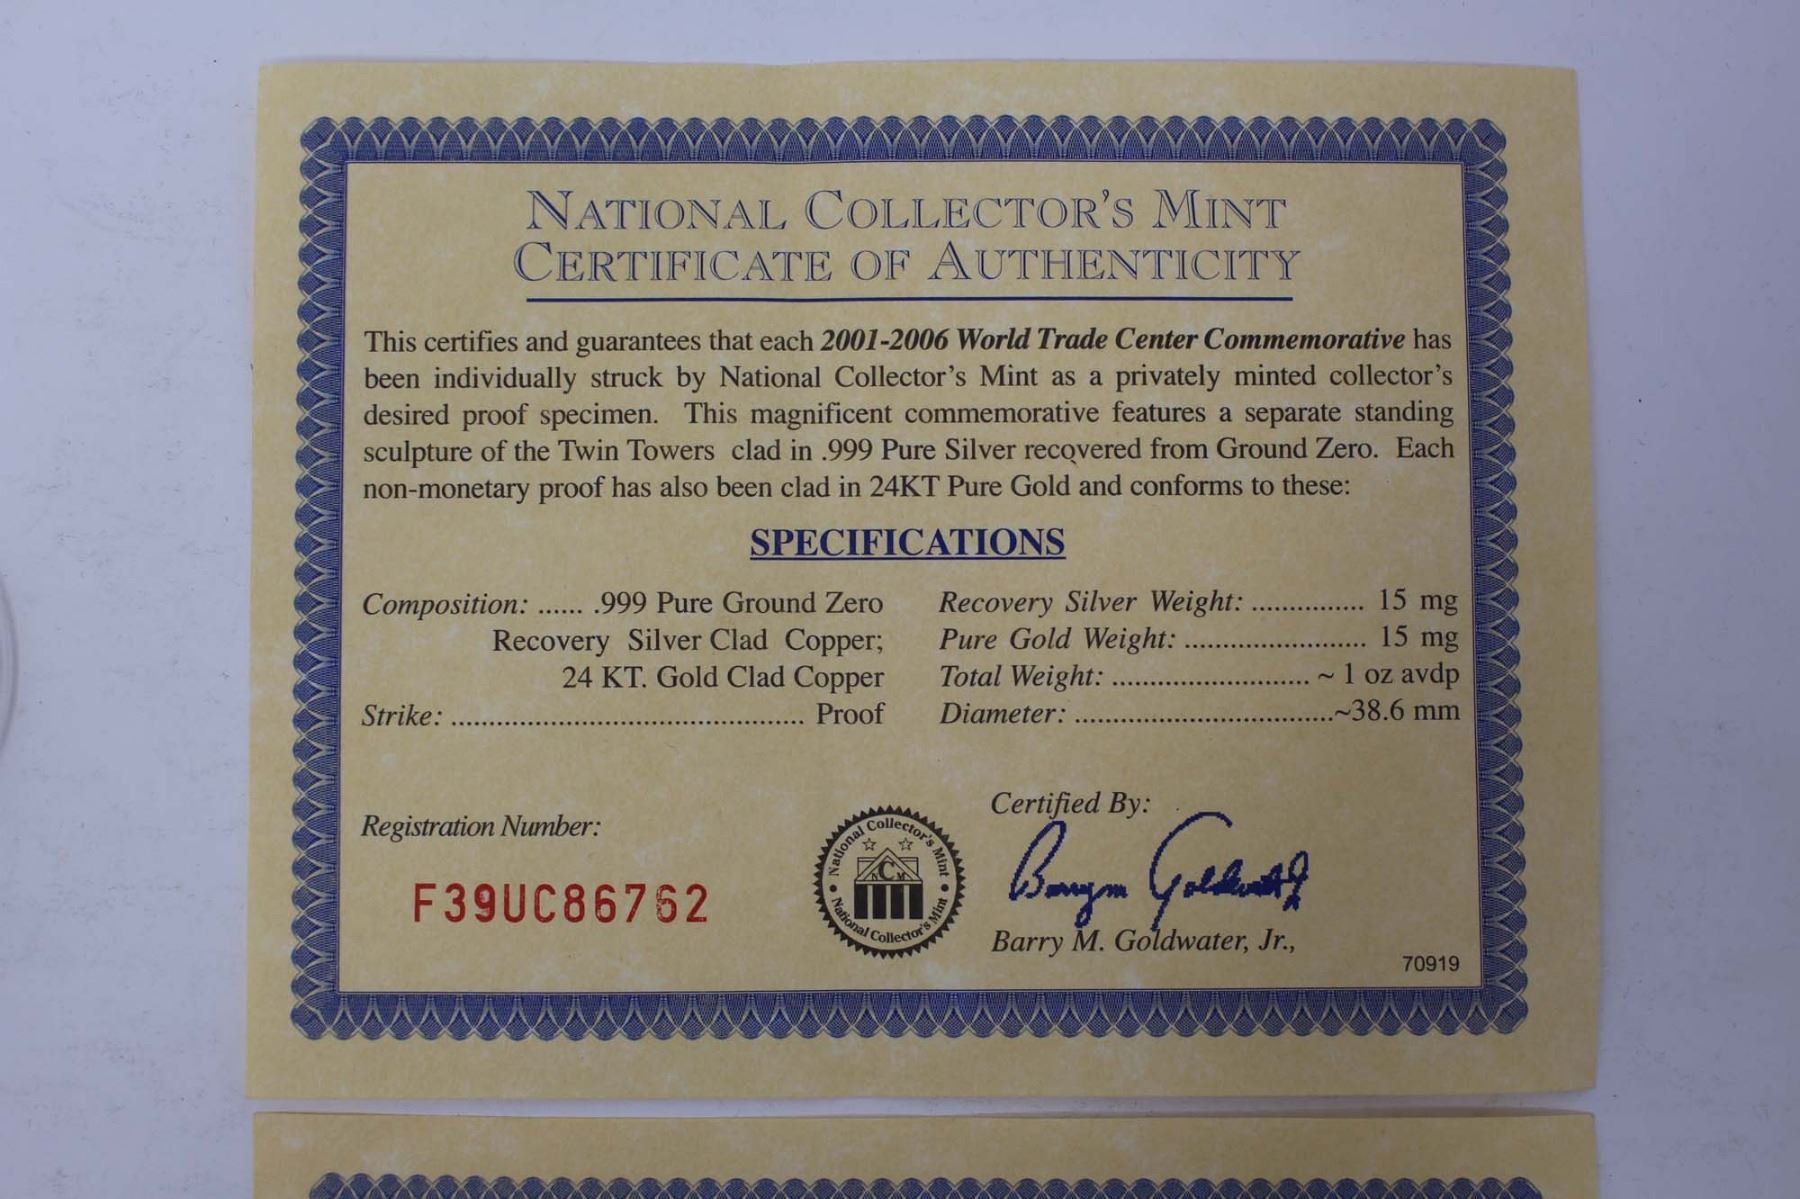 NATIONAL COLLECTOR'S MINT
CERTIFICATE OF AUTHENTICITY
This certifies and guarantees that each 2001-2006 World Trade Center Commemorative has
been individually struck by National Collector's Mint as a privately minted collector's
desired proof specimen. This magnificent commemorative features a separate standing
sculpture of the Twin Towers clad in .999 Pure Silver recovered from Ground Zero. Each
non-monetary proof has also been clad in 24KT Pure Gold and conforms to these:
SPECIFICATIONS
Composition: ...... .999 Pure Ground Zero
Recovery Silver Clad Copper;
24 KT. Gold Clad Copper
Strike: ............................................... Proof
Recovery Silver Weight: ............... 15 mg
Pure Gold Weight: ........................ 15 mg
Total Weight: .......................... ~ 1 oz avdp
Diameter: ..................................~38.6 mm
Registration Number:
F39UC86762
National Collector's Mint
NCM
National Collector's Mint
Certified By:
Barry M Goldwater Jr
Barry M. Goldwater, Jr.,
70919